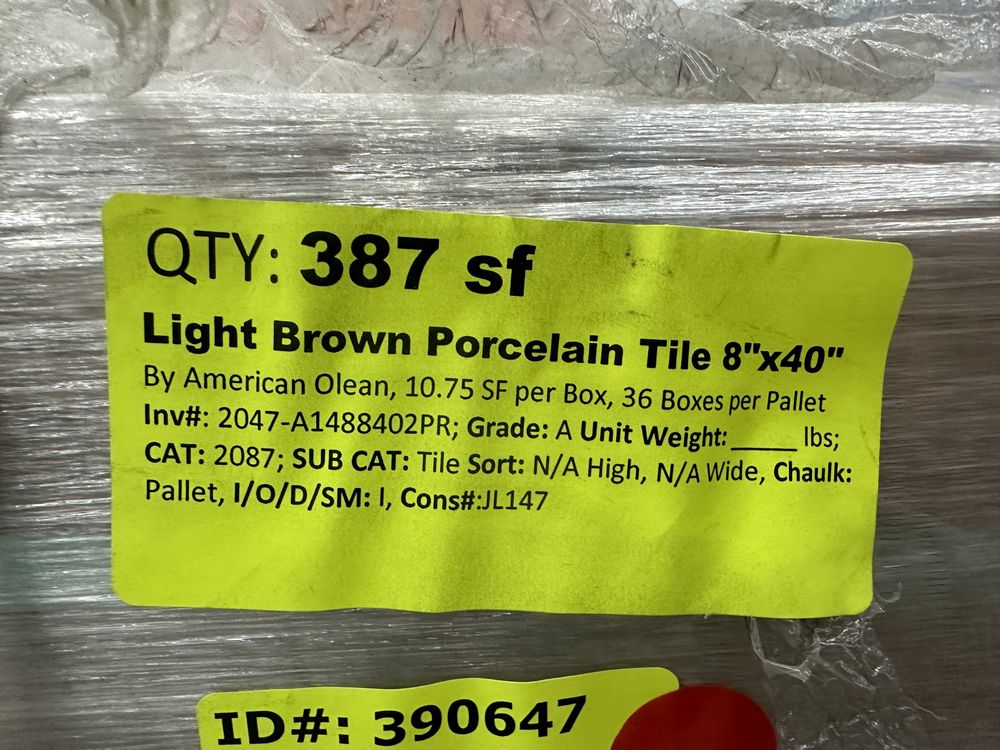 QTY: 387 sf
Light Brown Porcelain Tile 8"x40"
By American Olean, 10.75 SF per Box, 36 Boxes per Pallet
Inv#: 2047-A1488402PR; Grade: A Unit Weight:_____ lbs;
CAT: 2087; SUB CAT: Tile Sort: N/A High, N/A Wide, Chaulk:
Pallet, I/O/D/SM: I, Cons#:JL147
ID#: 390647